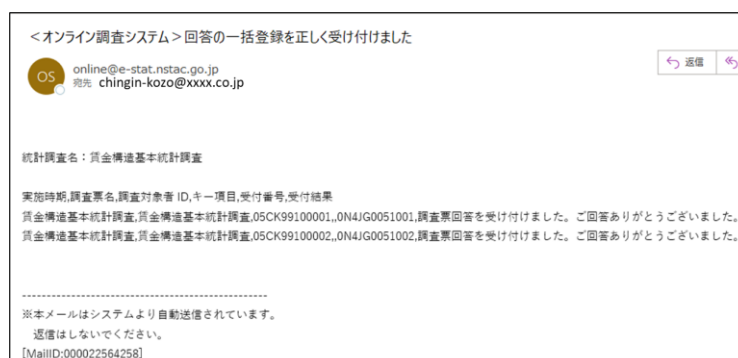 ＜オンライン調査システム＞回答の一括登録を正しく受け付けました
OS
online@e-stat.nstac.go.jp
宛先 chingin-kozo@xxxx.co.jp
返信
統計調査名：賃金構造基本統計調査
実施時期,調査票名,調査対象者 ID,キー項目,受付番号,受付結果
賃金構造基本統計調査,賃金構造基本統計調査,05CK99100001,,0N4JG0051001,調査票回答を受け付けました。ご回答ありがとうございました。
賃金構造基本統計調査,賃金構造基本統計調査,05CK99100002,,0N4JG0051002,調査票回答を受け付けました。ご回答ありがとうございました。
--------------------------------------------------
※本メールはシステムより自動送信されています。
返信はしないでください。
[MailID:000022564258]